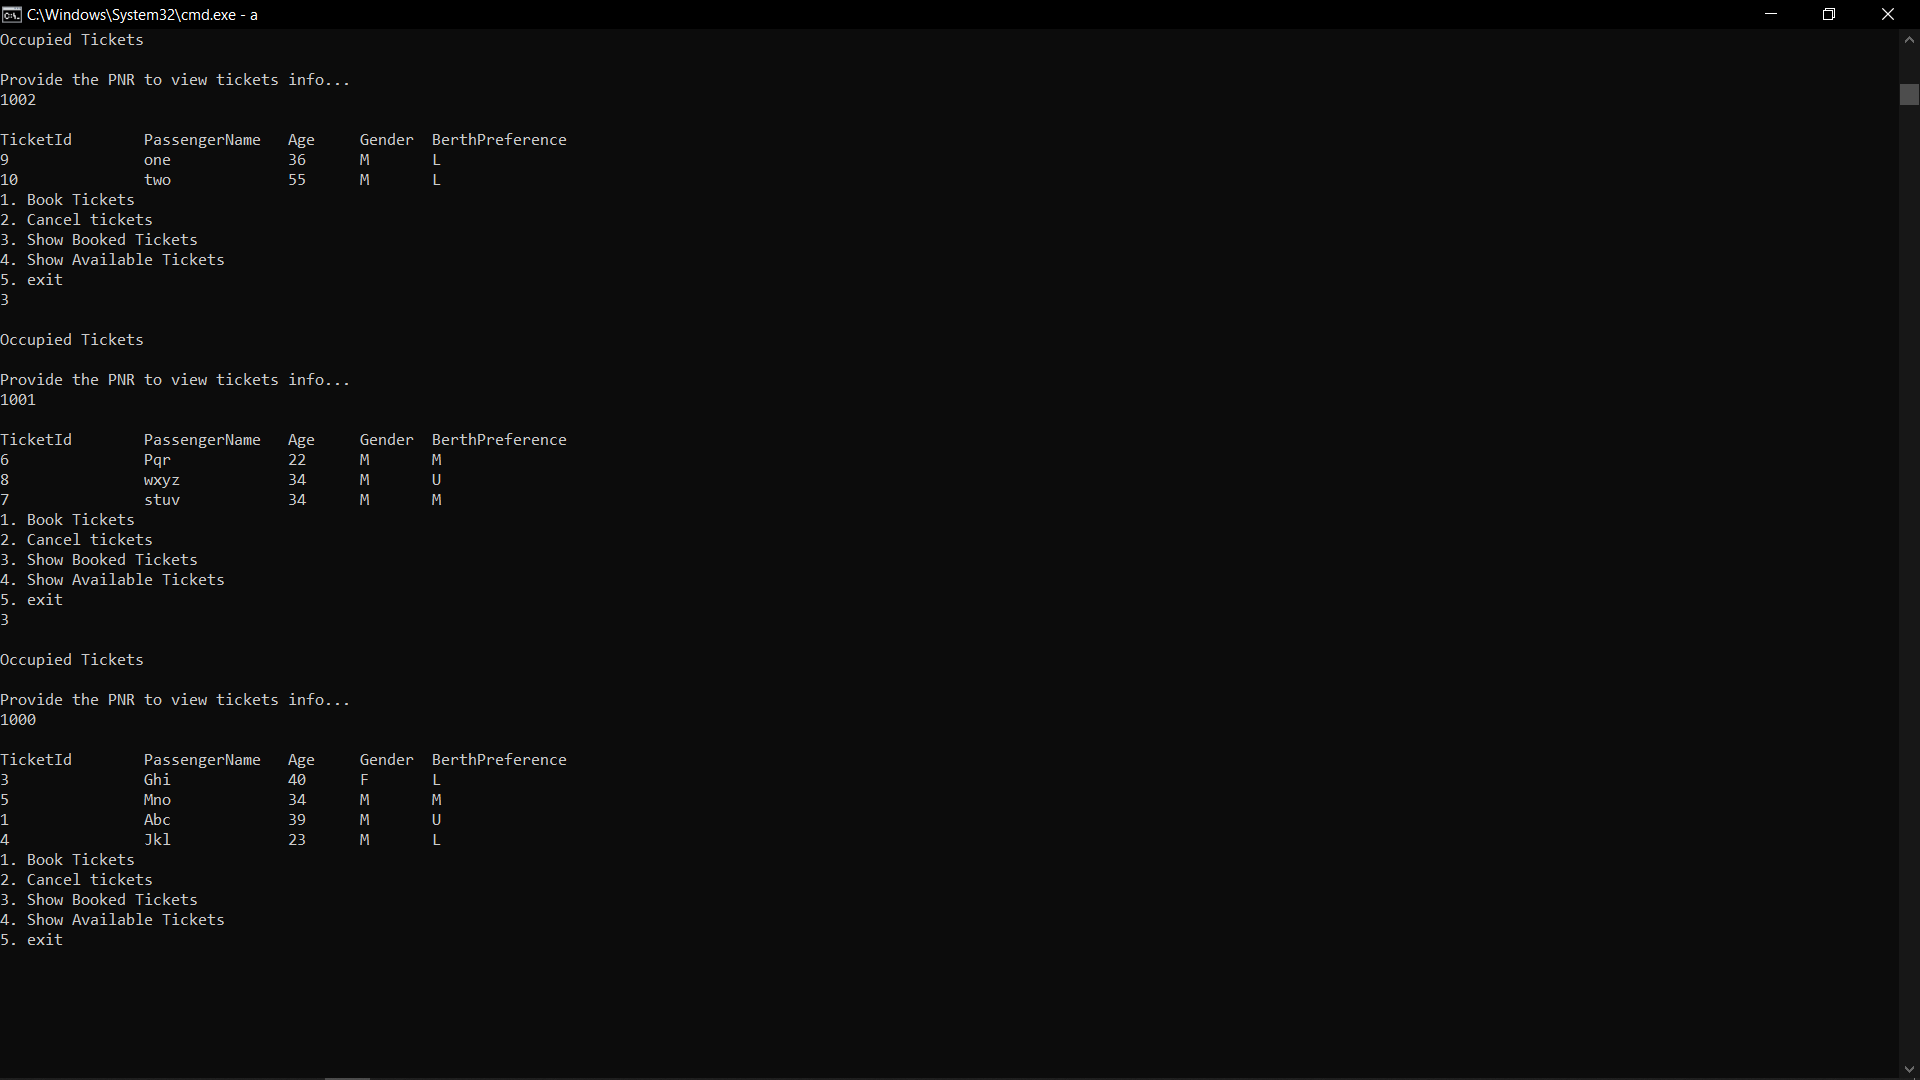 C:\Windows\System32\cmd.exe - a
Occupied Tickets
Provide the PNR to view tickets info...
1002
TicketId PassengerName Age Gender BerthPreference
9 one 36 M L
10 two 55 M L
1. Book Tickets
2. Cancel tickets
3. Show Booked Tickets
4. Show Available Tickets
5. exit
3
Occupied Tickets
Provide the PNR to view tickets info...
1001
TicketId PassengerName Age Gender BerthPreference
6 Pqr 22 M M
8 wxyz 34 M U
7 stuv 34 M M
1. Book Tickets
2. Cancel tickets
3. Show Booked Tickets
4. Show Available Tickets
5. exit
3
Occupied Tickets
Provide the PNR to view tickets info...
1000
TicketId PassengerName Age Gender BerthPreference
3 Ghi 40 F L
5 Mno 34 M M
1 Abc 39 M U
4 Jkl 23 M L
1. Book Tickets
2. Cancel tickets
3. Show Booked Tickets
4. Show Available Tickets
5. exit